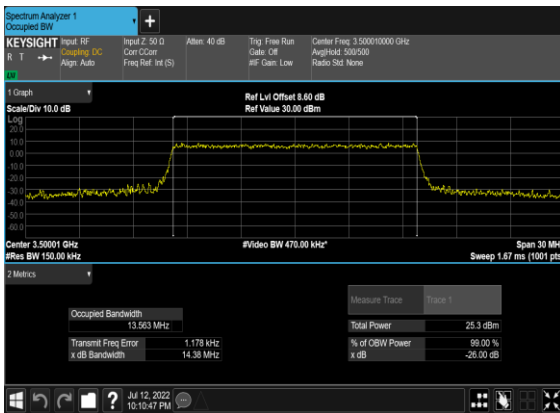 Spectrum Analyzer 1
Occupied BW
KEYSIGHT
R T
LV
Input: RF
Coupling: DC
Align: Auto
Input Z: 50 Ω
Corr CCorr
Freq Ref: Int (S)
Atten: 40 dB
Trig: Free Run
Gate: Off
#IF Gain: Low
Center Freq: 3.500010000 GHz
Avg|Hold: 500/500
Radio Std: None
1 Graph
Scale/Div 10.0 dB
Ref Lvl Offset 8.60 dB
Ref Value 30.00 dBm
Log
20.0
10.0
0.00
-10.0
-20.0
-30.0
-40.0
-50.0
-60.0
Center 3.50001 GHz
#Res BW 150.00 kHz
#Video BW 470.00 kHz*
Span 30 MH
Sweep 1.67 ms (1001 pts
2 Metrics
Measure Trace Trace 1
Occupied Bandwidth
13.563 MHz
Total Power 25.3 dBm
Transmit Freq Error 1.178 kHz
% of OBW Power 99.00 %
x dB Bandwidth 14.38 MHz
x dB -26.00 dB
Jul 12, 2022
10:10:47 PM